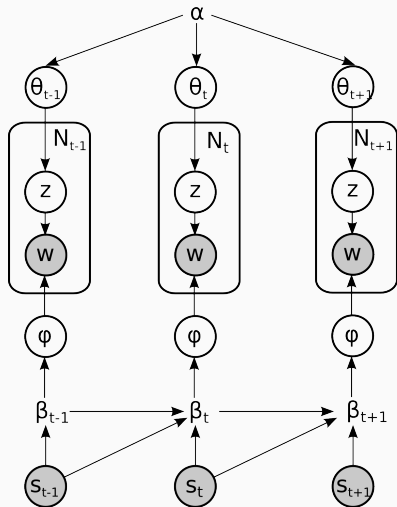 α
θt-1 θt θt+1
Nt-1 Nt Nt+1
z z z
w w w
φ φ φ
βt-1 βt βt+1
st-1 st st+1